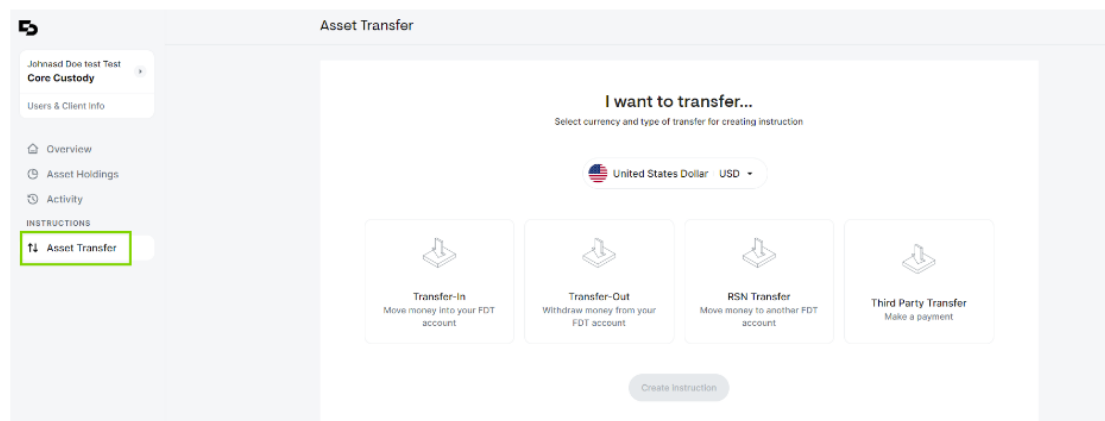 Asset Transfer
Johnasd Doe test Test
Core Custody
Users & Client Info
Overview
Asset Holdings
Activity
INSTRUCTIONS
Asset Transfer
I want to transfer...
Select currency and type of transfer for creating instruction
United States Dollar USD
Transfer-In
Move money into your FDT
account
Transfer-Out
Withdraw money from your
FDT account
RSN Transfer
Move money to another FDT
account
Third Party Transfer
Make a payment
Create Instruction